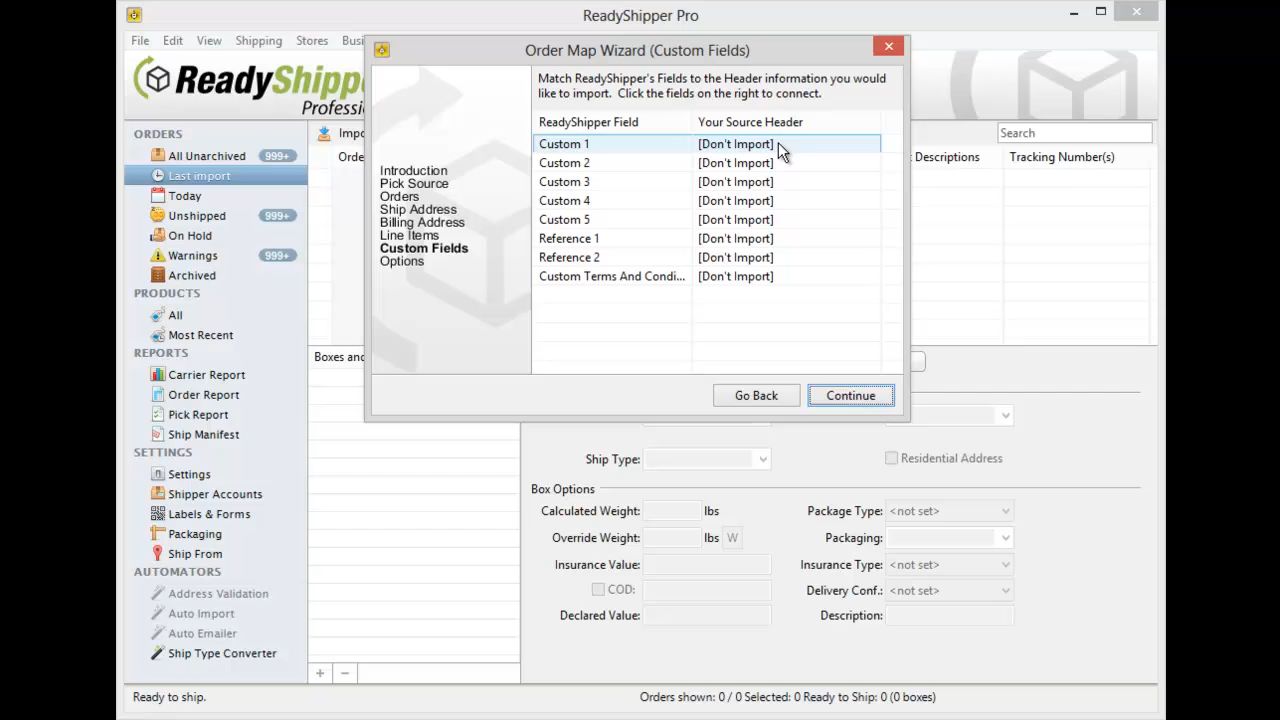 ReadyShipper Pro
File Edit View Shipping Stores Busi
ReadyShippe
Professio
ORDERS
All Unarchived 999+
Last import
Today
Unshipped 999+
On Hold
Warnings 999+
Archived
PRODUCTS
All
Most Recent
REPORTS
Carrier Report
Order Report
Pick Report
Ship Manifest
SETTINGS
Settings
Shipper Accounts
Labels & Forms
Packaging
Ship From
AUTOMATORS
Address Validation
Auto Import
Auto Emailer
Ship Type Converter
Impo
Search
Orde
Descriptions
Tracking Number(s)
Order Map Wizard (Custom Fields)
Introduction
Pick Source
Orders
Ship Address
Billing Address
Line Items
Custom Fields
Options
Match ReadyShipper's Fields to the Header information you would
like to import. Click the fields on the right to connect.
ReadyShipper Field Your Source Header
Custom 1 [Don't Import]
Custom 2 [Don't Import]
Custom 3 [Don't Import]
Custom 4 [Don't Import]
Custom 5 [Don't Import]
Reference 1 [Don't Import]
Reference 2 [Don't Import]
Custom Terms And Condi... [Don't Import]
Go Back Continue
Boxes and
Ship Type:
Residential Address
Box Options
Calculated Weight: lbs Package Type: <not set>
Override Weight: lbs W Packaging:
Insurance Value: Insurance Type: <not set>
COD: Delivery Conf.: <not set>
Declared Value: Description:
+ −
Ready to ship.
Orders shown: 0 / 0 Selected: 0 Ready to Ship: 0 (0 boxes)